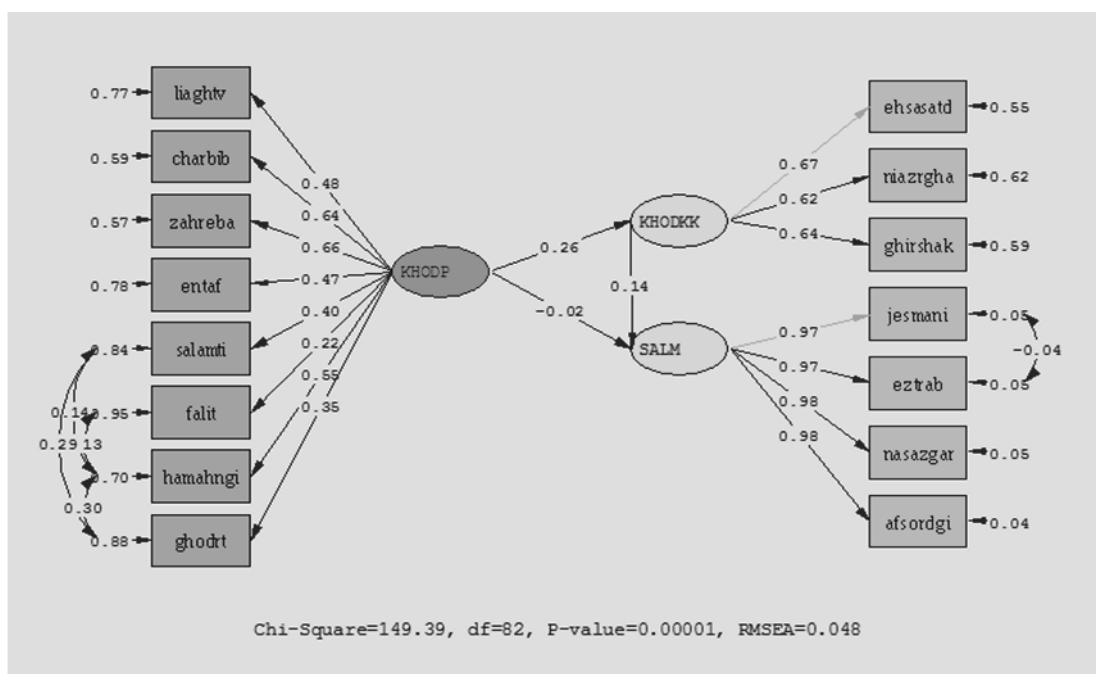 0.77 liaghtv
0.59 charbib
0.57 zahreba
0.78 entaf
0.84 salamti
0.95 falit
0.70 hamahngi
0.88 ghodrt
0.14
0.29
13
0.30
0.48
0.64
0.66
0.47
0.40
0.22
0.55
0.35
KHODP
0.26
-0.02
KHODKK
0.14
SALM
0.67
0.62
0.64
0.97
0.97
0.98
0.98
ehsasatd 0.55
niazrgha 0.62
ghirshak 0.59
jesmani 0.05
eztrab 0.05
nasazgar 0.05
afsordgi 0.04
-0.04
Chi-Square=149.39, df=82, P-value=0.00001, RMSEA=0.048